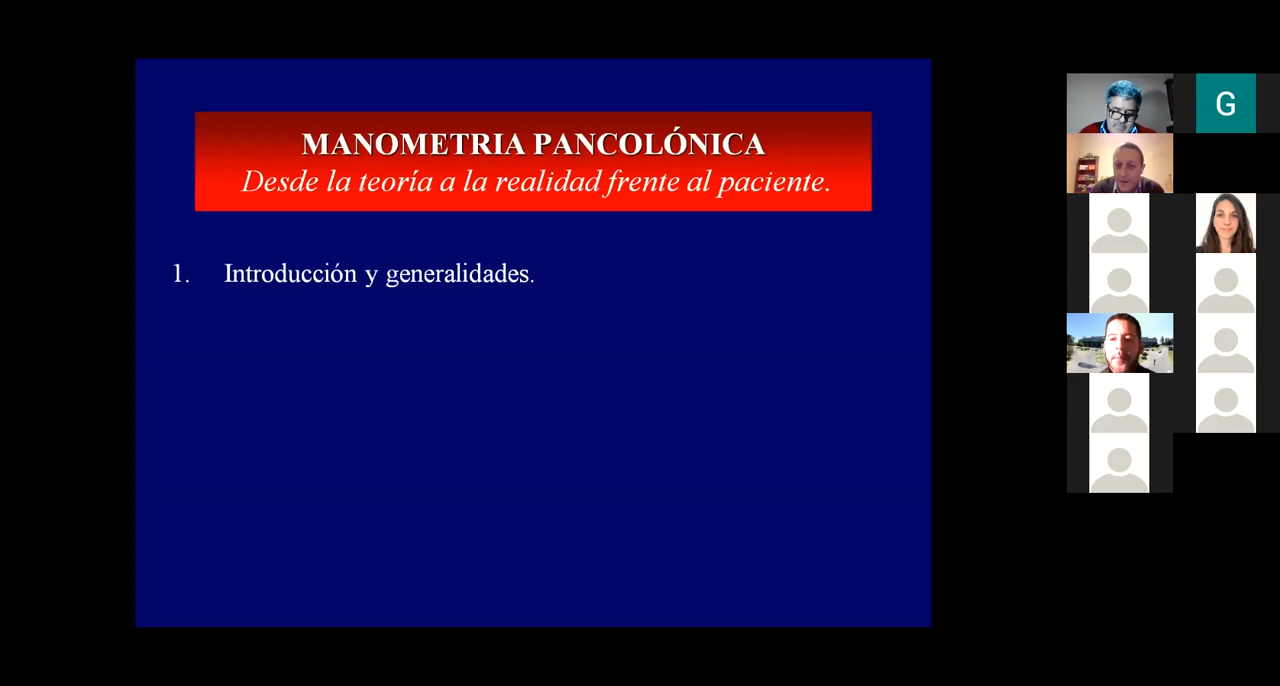 MANOMETRIA PANCOLÓNICA
Desde la teoría a la realidad frente al paciente.
1. Introducción y generalidades.
G